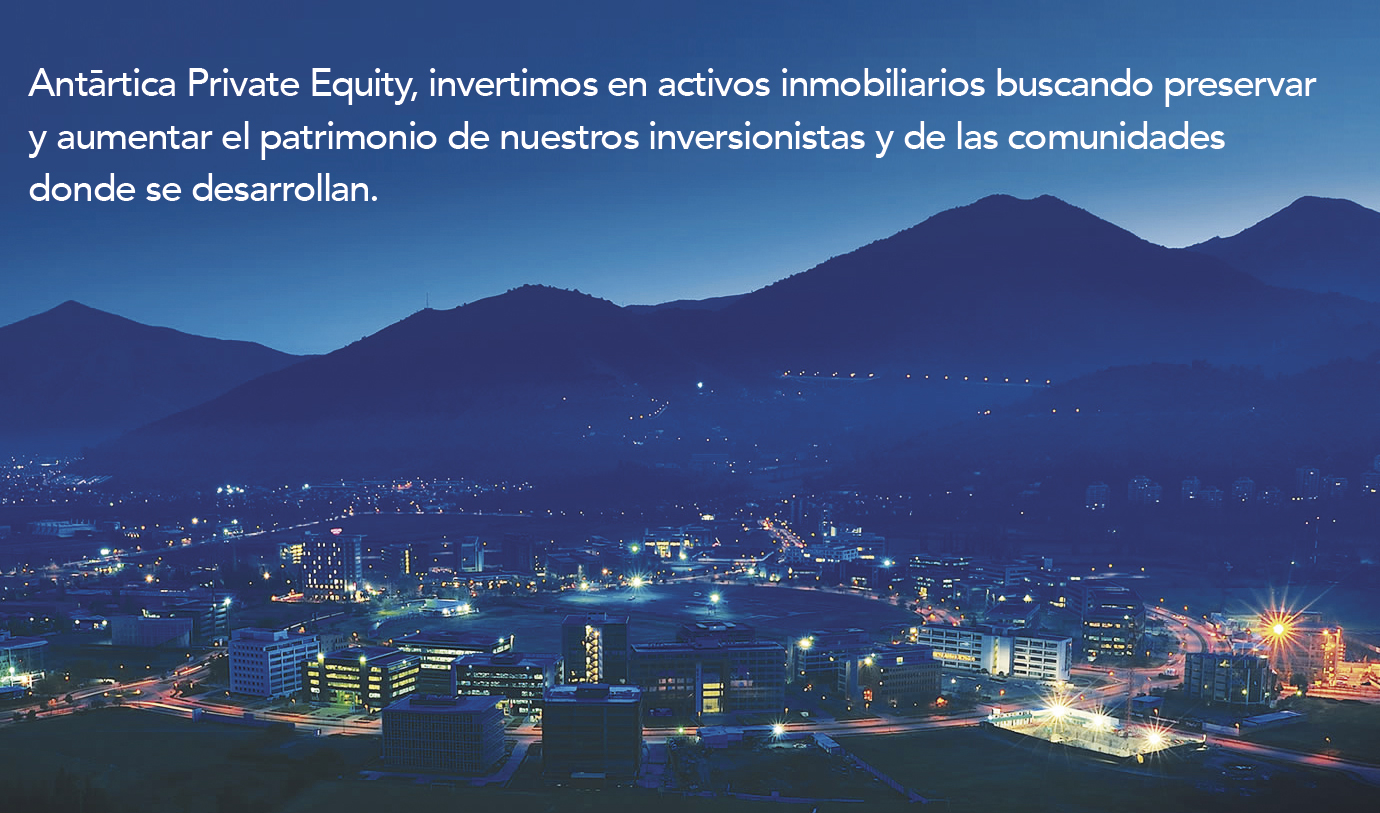 Antārtica Private Equity, invertimos en activos inmobiliarios buscando preservar
y aumentar el patrimonio de nuestros inversionistas y de las comunidades
donde se desarrollan.